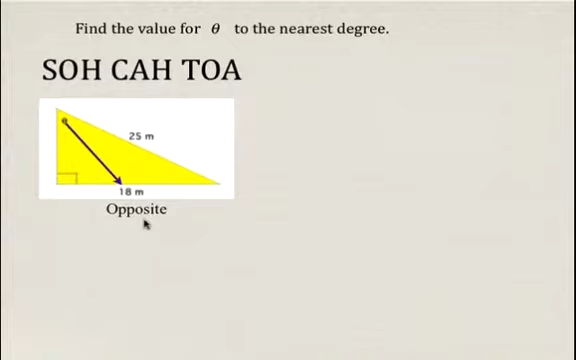 Find the value for θ to the nearest degree.
SOH CAH TOA
θ
25 m
18 m
Opposite